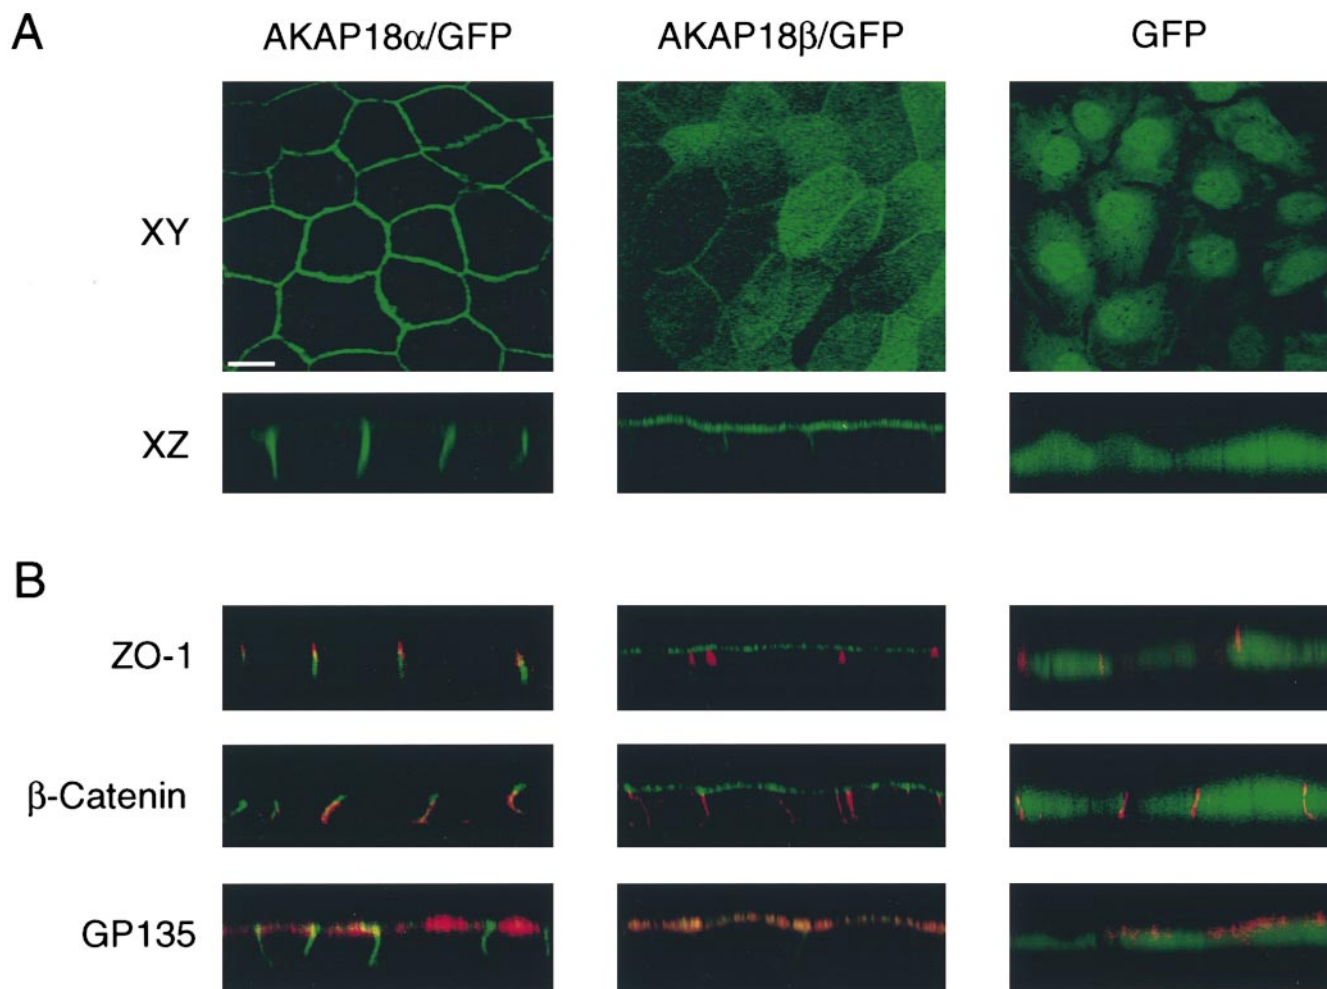 A
AKAP18α/GFP
AKAP18β/GFP
GFP
XY
XZ
B
ZO-1
β-Catenin
GP135